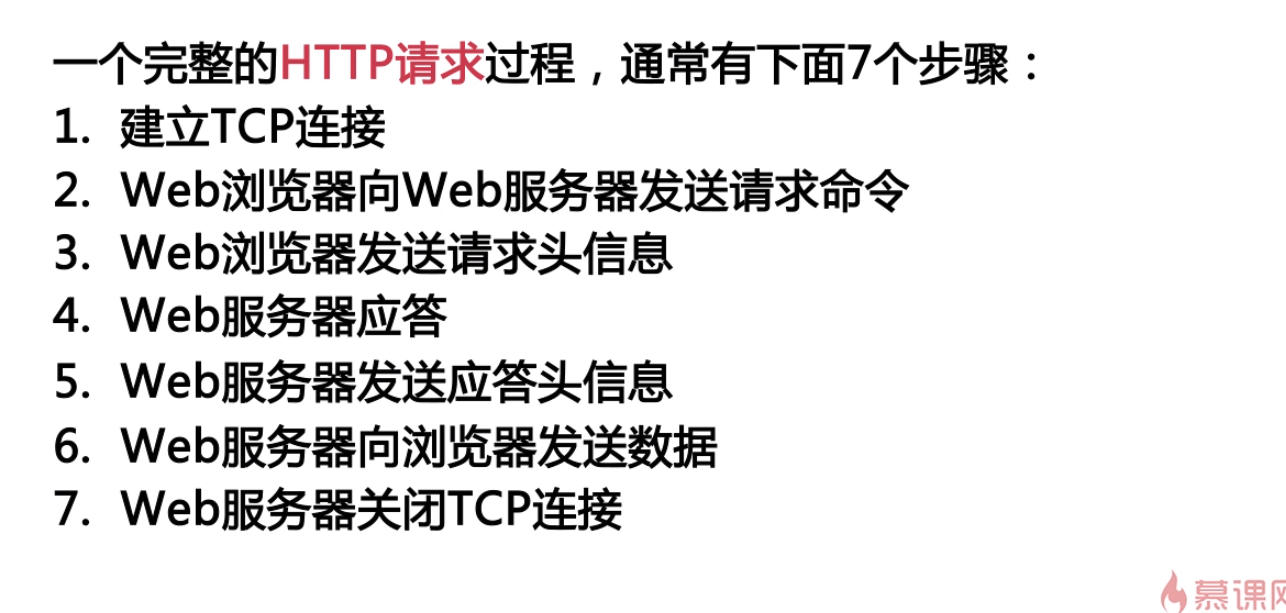 一个完整的HTTP请求过程，通常有下面7个步骤：
1. 建立TCP连接
2. Web浏览器向Web服务器发送请求命令
3. Web浏览器发送请求头信息
4. Web服务器应答
5. Web服务器发送应答头信息
6. Web服务器向浏览器发送数据
7. Web服务器关闭TCP连接
慕课网